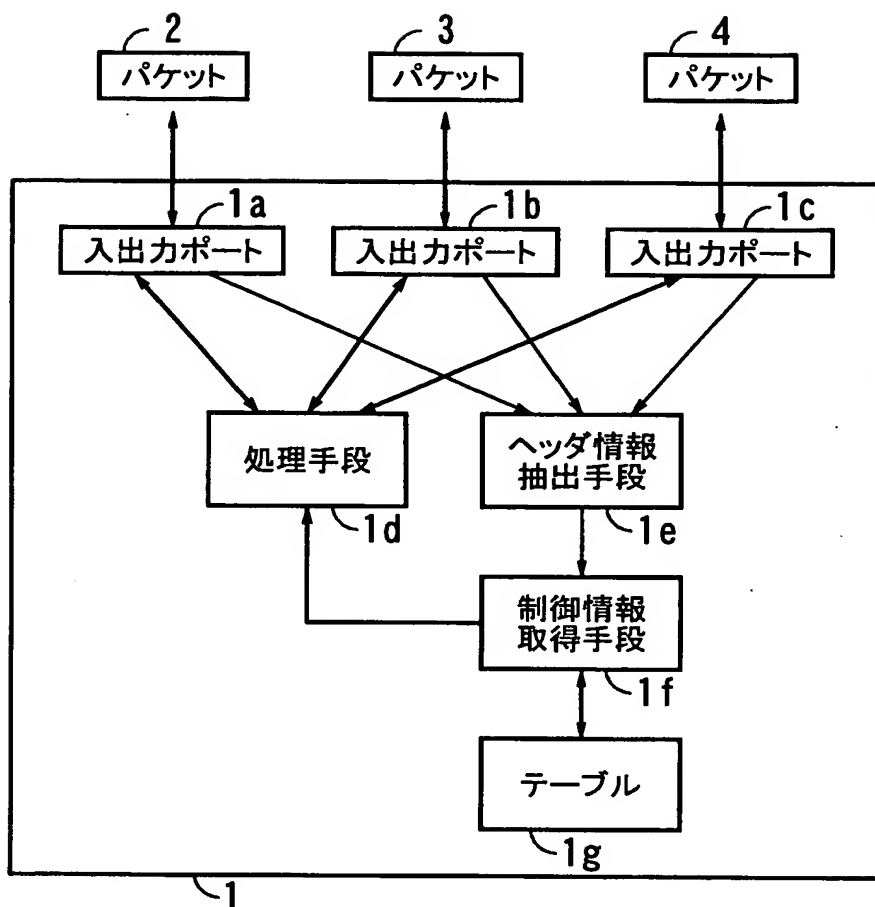 2 3 4
パケット パケット パケット
1a 1b 1c
入出力ポート 入出力ポート 入出力ポート
処理手段
ヘッダ情報
抽出手段
1d 1e
制御情報
取得手段
1f
テーブル
1g
1